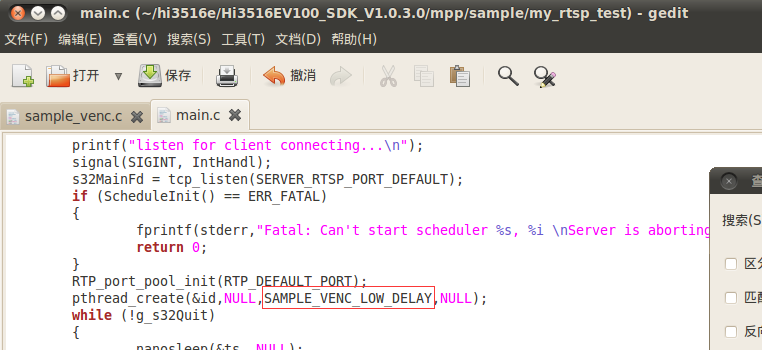 main.c (~/hi3516e/Hi3516EV100_SDK_V1.0.3.0/mpp/sample/my_rtsp_test) - gedit
文件(F) 编辑(E) 查看(V) 搜索(S) 工具(T) 文档(D) 帮助(H)
打开 保存 撤消
sample_venc.c main.c
printf("listen for client connecting...\n");
signal(SIGINT, IntHandl);
s32MainFd = tcp_listen(SERVER_RTSP_PORT_DEFAULT);
if (ScheduleInit() == ERR_FATAL)
{
fprintf(stderr,"Fatal: Can't start scheduler %s, %i \nServer is aborting
return 0;
}
RTP_port_pool_init(RTP_DEFAULT_PORT);
pthread_create(&id,NULL,SAMPLE_VENC_LOW_DELAY,NULL);
while (!g_s32Quit)
{
nanosleep(&ts, NULL);
搜索(S
区分
匹配
反向